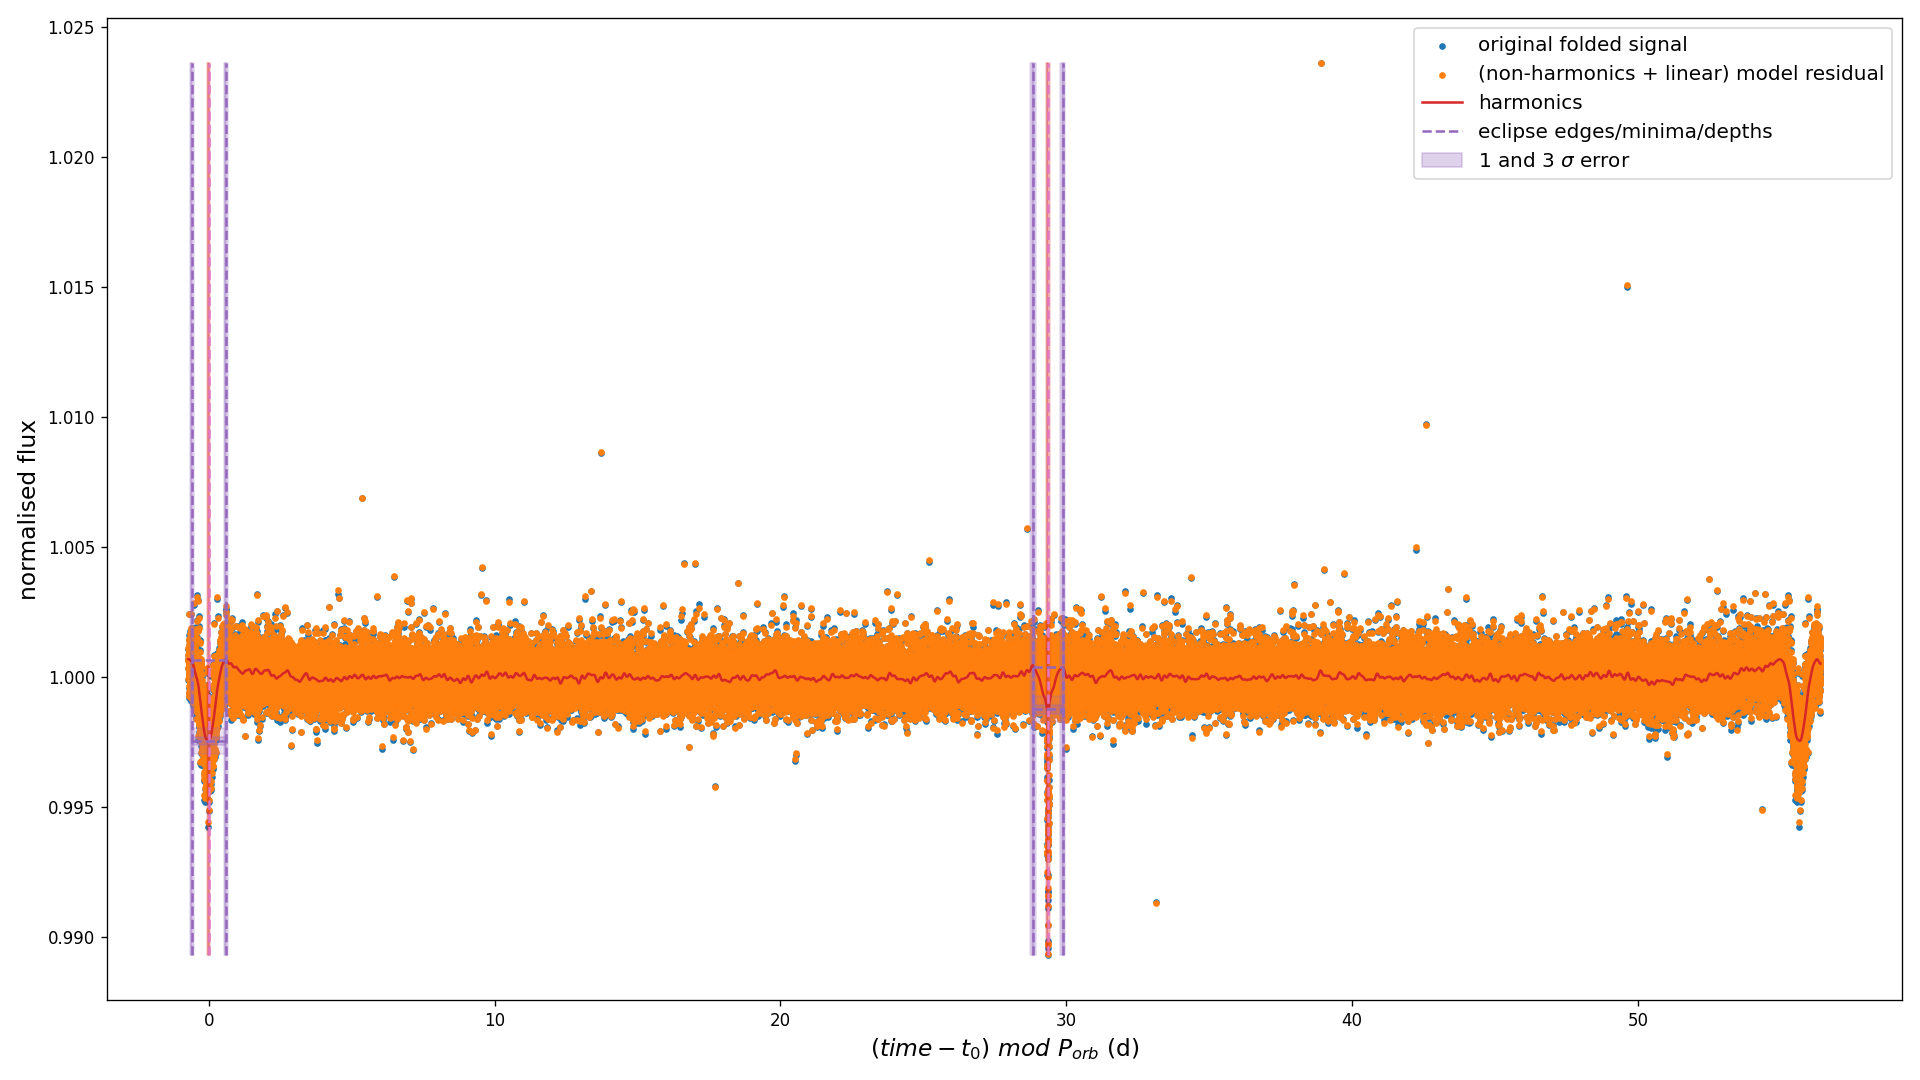 1.025
1.020
1.015
1.010
1.005
1.000
0.995
0.990
normalised flux
original folded signal
(non-harmonics + linear) model residual
harmonics
eclipse edges/minima/depths
1 and 3 σ error
0 10 20 30 40 50
(time − t₀) mod P_orb (d)